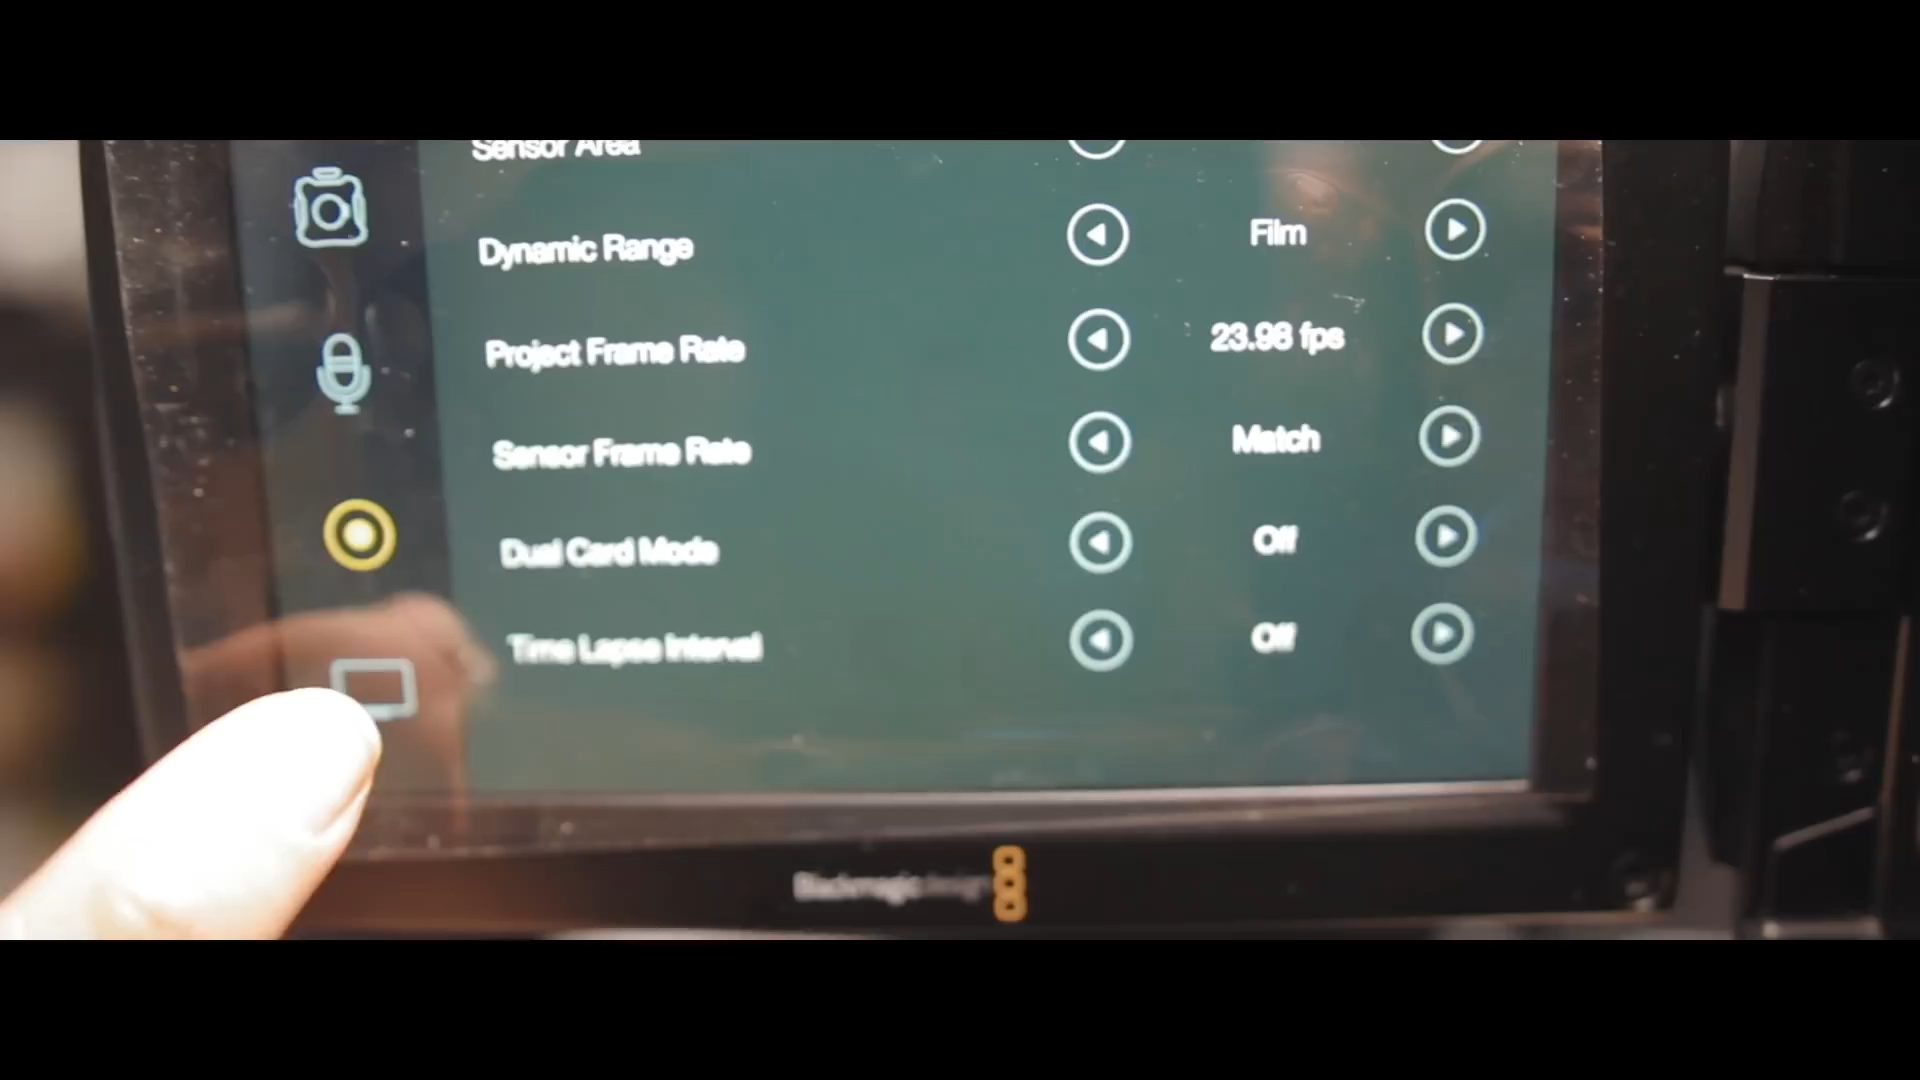 Sensor Area
Dynamic Range Film
Project Frame Rate 23.98 fps
Sensor Frame Rate Match
Dual Card Mode Off
Time Lapse Interval Off
Blackmagicdesign